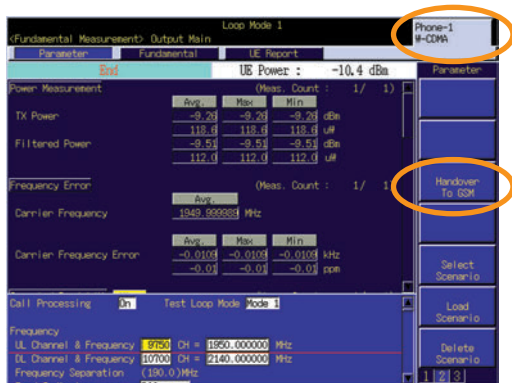 Loop Mode 1
Phone-1
W-CDMA
<Fundamental Measurement> Output Main
Parameter Fundamental UE Report
End UE Power : -10.4 dBm Parameter
Power Measurement (Meas. Count : 1/ 1)
Avg. Max Min
TX Power -9.26 -9.26 -9.26 dBm
118.6 118.6 118.6 uW
Filtered Power -9.51 -9.51 -9.51 dBm
112.0 112.0 112.0 uW
Handover
To GSM
Frequency Error (Meas. Count : 1/ 1)
Avg.
Carrier Frequency 1949.999989 MHz
Avg. Max Min
Carrier Frequency Error -0.0109 -0.0109 -0.0109 kHz
-0.01 -0.01 -0.01 ppm
Select
Scenario
Call Processing On Test Loop Mode Mode 1
Load
Scenario
Frequency
UL Channel & Frequency 9750 CH = 1950.000000 MHz
DL Channel & Frequency 10700 CH = 2140.000000 MHz
Frequency Separation (190.0)MHz
Delete
Scenario
1 2 3